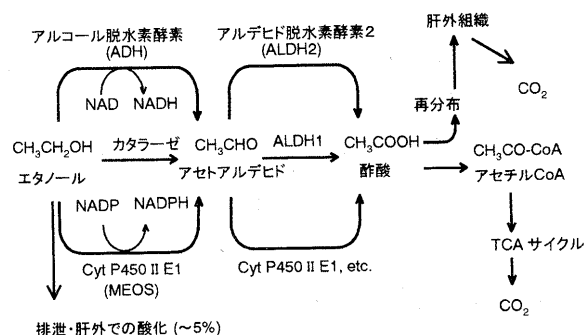 アルコール脱水素酵素
(ADH)
アルデヒド脱水素酵素2
(ALDH2)
肝外組織
CO₂
NAD
NADH
再分布
CH₃CH₂OH
エタノール
カタラーゼ
CH₃CHO
アセトアルデヒド
ALDH1
CH₃COOH
酢酸
CH₃CO-CoA
アセチルCoA
NADP
NADPH
TCAサイクル
Cyt P450 II E1
(MEOS)
Cyt P450 II E1, etc.
CO₂
排泄・肝外での酸化 (~5%)